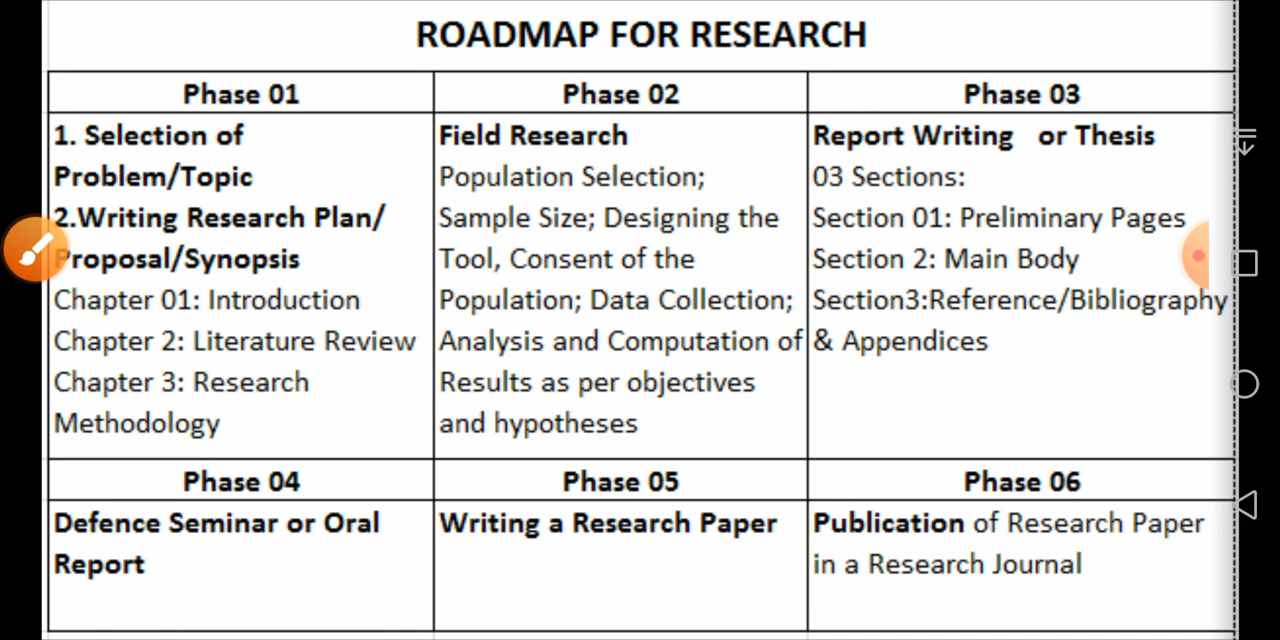 ROADMAP FOR RESEARCH
Phase 01
Phase 02
Phase 03
1. Selection of
Problem/Topic
2.Writing Research Plan/
Proposal/Synopsis
Chapter 01: Introduction
Chapter 2: Literature Review
Chapter 3: Research
Methodology
Field Research
Population Selection;
Sample Size; Designing the
Tool, Consent of the
Population; Data Collection;
Analysis and Computation of
Results as per objectives
and hypotheses
Report Writing or Thesis
03 Sections:
Section 01: Preliminary Pages
Section 2: Main Body
Section3:Reference/Bibliography
& Appendices
Phase 04
Phase 05
Phase 06
Defence Seminar or Oral
Report
Writing a Research Paper
Publication of Research Paper
in a Research Journal